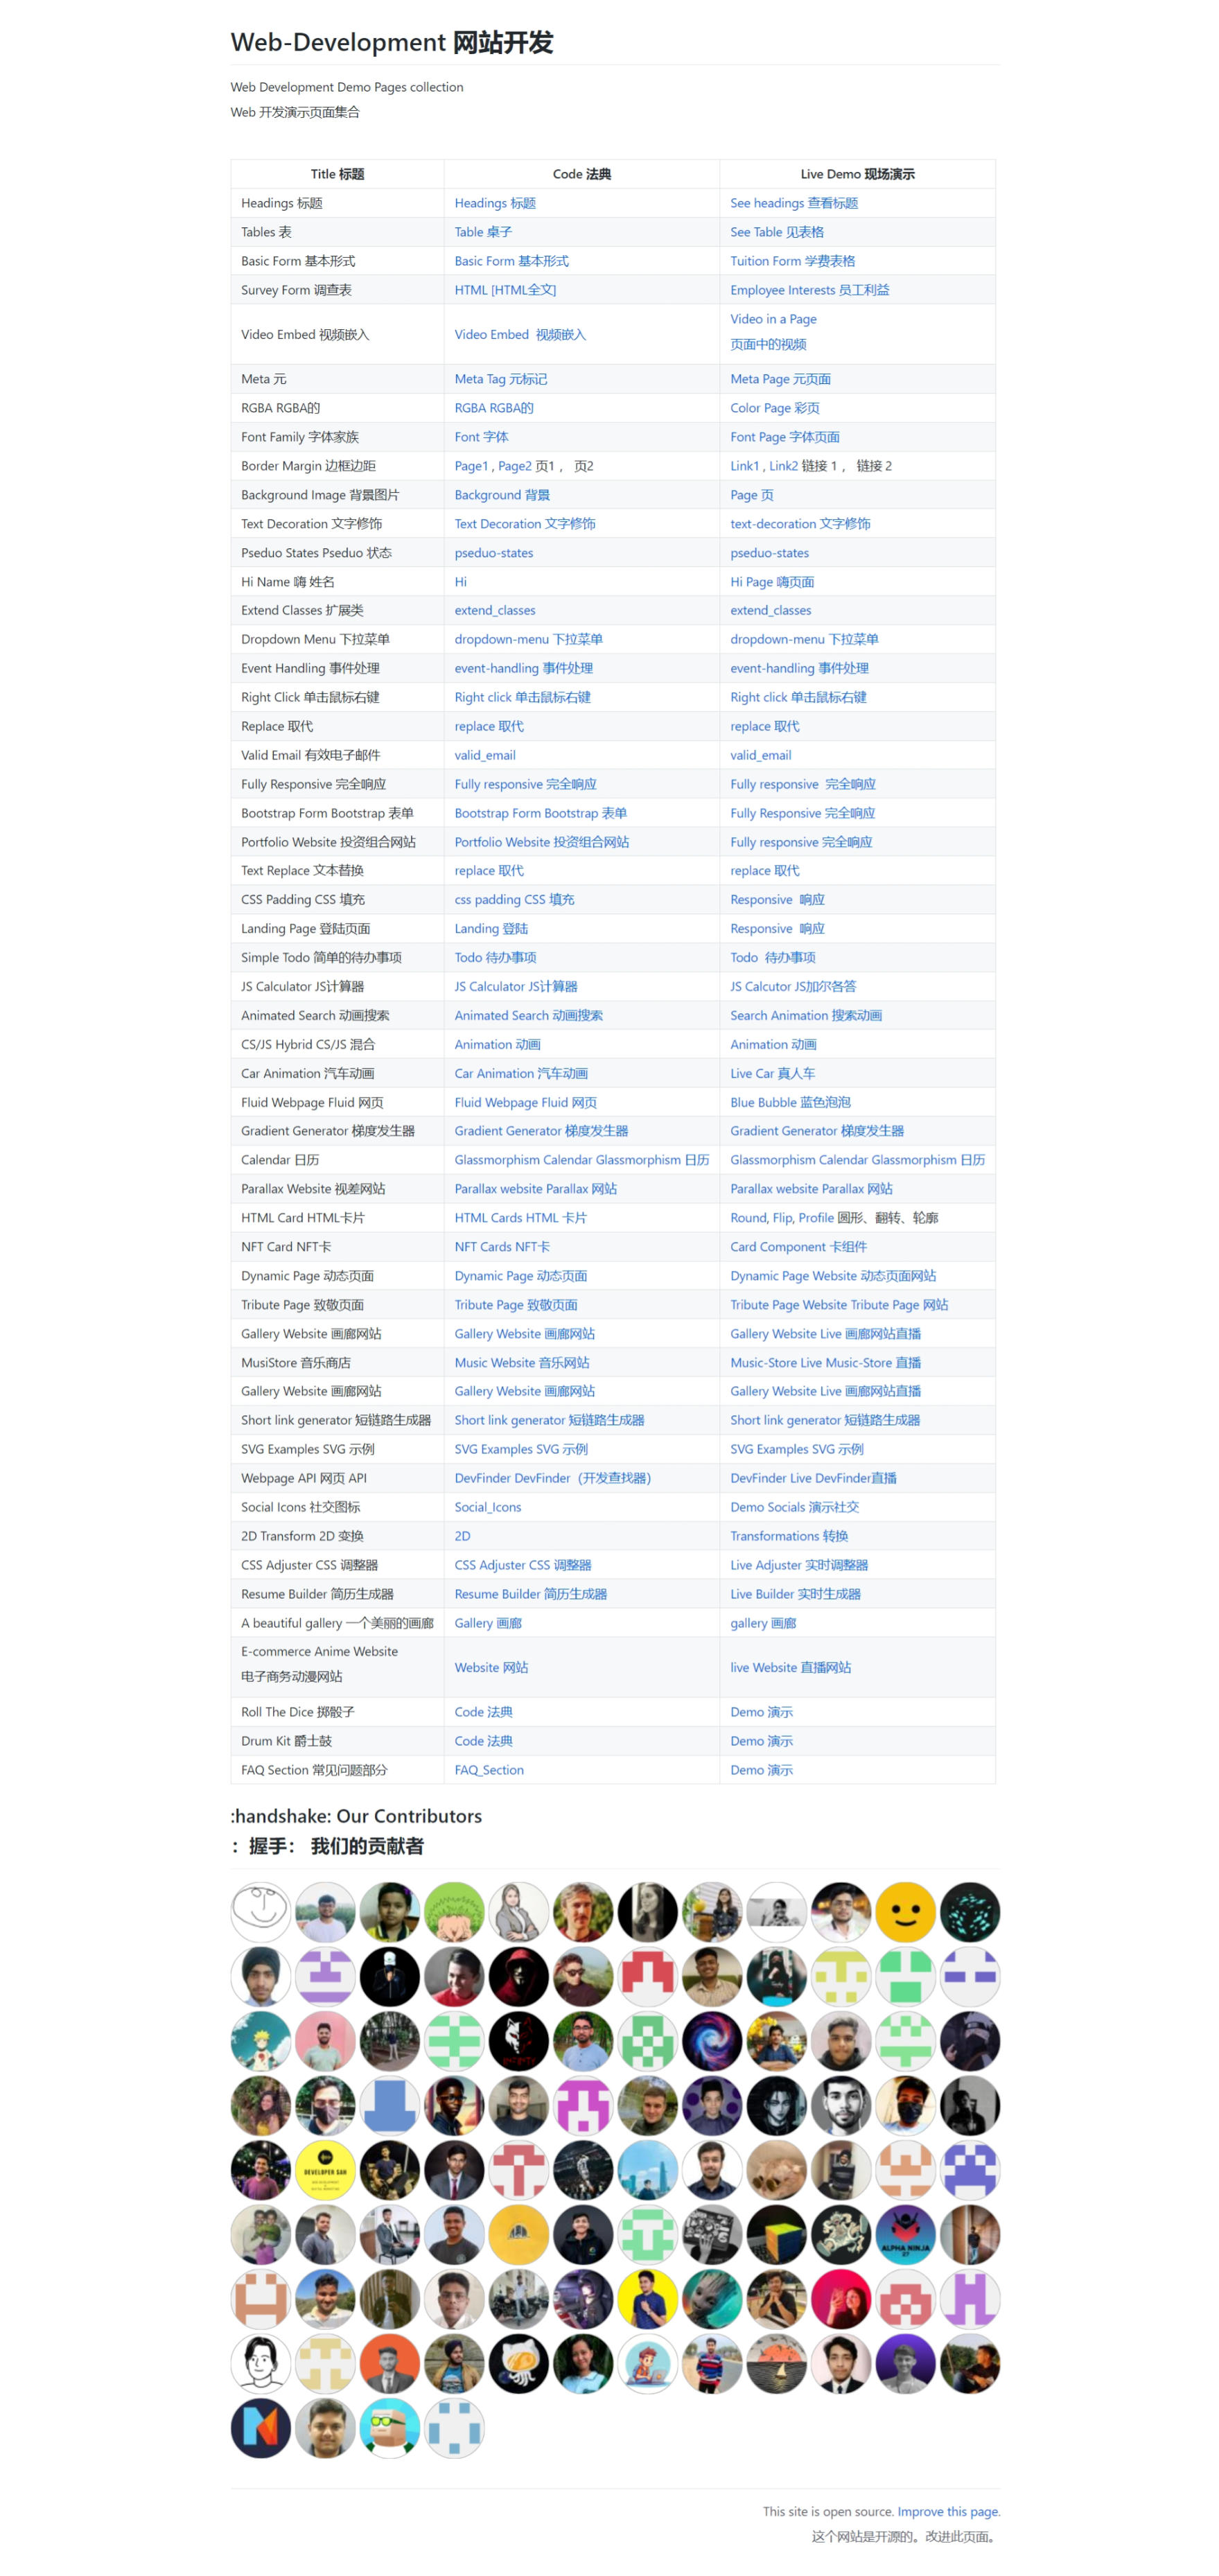 Web-Development 网站开发
Web Development Demo Pages collection
Web 开发演示页面集合
Title 标题 Code 法典 Live Demo 现场演示
Headings 标题 Headings 标题 See headings 查看标题
Tables 表 Table 桌子 See Table 见表格
Basic Form 基本形式 Basic Form 基本形式 Tuition Form 学费表格
Survey Form 调查表 HTML [HTML全文] Employee Interests 员工利益
Video Embed 视频嵌入 Video Embed 视频嵌入 Video in a Page
页面中的视频
Meta 元 Meta Tag 元标记 Meta Page 元页面
RGBA RGBA的 RGBA RGBA的 Color Page 彩页
Font Family 字体家族 Font 字体 Font Page 字体页面
Border Margin 边框边距 Page1 , Page2 页1 ， 页2 Link1 , Link2 链接 1 ， 链接 2
Background Image 背景图片 Background 背景 Page 页
Text Decoration 文字修饰 Text Decoration 文字修饰 text-decoration 文字修饰
Pseduo States Pseduo 状态 pseduo-states pseduo-states
Hi Name 嗨 姓名 Hi Hi Page 嗨页面
Extend Classes 扩展类 extend_classes extend_classes
Dropdown Menu 下拉菜单 dropdown-menu 下拉菜单 dropdown-menu 下拉菜单
Event Handling 事件处理 event-handling 事件处理 event-handling 事件处理
Right Click 单击鼠标右键 Right click 单击鼠标右键 Right click 单击鼠标右键
Replace 取代 replace 取代 replace 取代
Valid Email 有效电子邮件 valid_email valid_email
Fully Responsive 完全响应 Fully responsive 完全响应 Fully responsive 完全响应
Bootstrap Form Bootstrap 表单 Bootstrap Form Bootstrap 表单 Fully Responsive 完全响应
Portfolio Website 投资组合网站 Portfolio Website 投资组合网站 Fully responsive 完全响应
Text Replace 文本替换 replace 取代 replace 取代
CSS Padding CSS 填充 css padding CSS 填充 Responsive 响应
Landing Page 登陆页面 Landing 登陆 Responsive 响应
Simple Todo 简单的待办事项 Todo 待办事项 Todo 待办事项
JS Calculator JS计算器 JS Calculator JS计算器 JS Calcutor JS加尔各答
Animated Search 动画搜索 Animated Search 动画搜索 Search Animation 搜索动画
CS/JS Hybrid CS/JS 混合 Animation 动画 Animation 动画
Car Animation 汽车动画 Car Animation 汽车动画 Live Car 真人车
Fluid Webpage Fluid 网页 Fluid Webpage Fluid 网页 Blue Bubble 蓝色泡泡
Gradient Generator 梯度发生器 Gradient Generator 梯度发生器 Gradient Generator 梯度发生器
Calendar 日历 Glassmorphism Calendar Glassmorphism 日历 Glassmorphism Calendar Glassmorphism 日历
Parallax Website 视差网站 Parallax website Parallax 网站 Parallax website Parallax 网站
HTML Card HTML卡片 HTML Cards HTML 卡片 Round, Flip, Profile 圆形、翻转、轮廓
NFT Card NFT卡 NFT Cards NFT卡 Card Component 卡组件
Dynamic Page 动态页面 Dynamic Page 动态页面 Dynamic Page Website 动态页面网站
Tribute Page 致敬页面 Tribute Page 致敬页面 Tribute Page Website Tribute Page 网站
Gallery Website 画廊网站 Gallery Website 画廊网站 Gallery Website Live 画廊网站直播
MusiStore 音乐商店 Music Website 音乐网站 Music-Store Live Music-Store 直播
Gallery Website 画廊网站 Gallery Website 画廊网站 Gallery Website Live 画廊网站直播
Short link generator 短链路生成器 Short link generator 短链路生成器 Short link generator 短链路生成器
SVG Examples SVG 示例 SVG Examples SVG 示例 SVG Examples SVG 示例
Webpage API 网页 API DevFinder DevFinder（开发查找器） DevFinder Live DevFinder直播
Social Icons 社交图标 Social_Icons Demo Socials 演示社交
2D Transform 2D 变换 2D Transformations 转换
CSS Adjuster CSS 调整器 CSS Adjuster CSS 调整器 Live Adjuster 实时调整器
Resume Builder 简历生成器 Resume Builder 简历生成器 Live Builder 实时生成器
A beautiful gallery 一个美丽的画廊 Gallery 画廊 gallery 画廊
E-commerce Anime Website
电子商务动漫网站 Website 网站 live Website 直播网站
Roll The Dice 掷骰子 Code 法典 Demo 演示
Drum Kit 爵士鼓 Code 法典 Demo 演示
FAQ Section 常见问题部分 FAQ_Section Demo 演示
:handshake: Our Contributors
：握手： 我们的贡献者
DEVELOPER SAH
ALPHA NINJA
27
This site is open source. Improve this page.
这个网站是开源的。改进此页面。